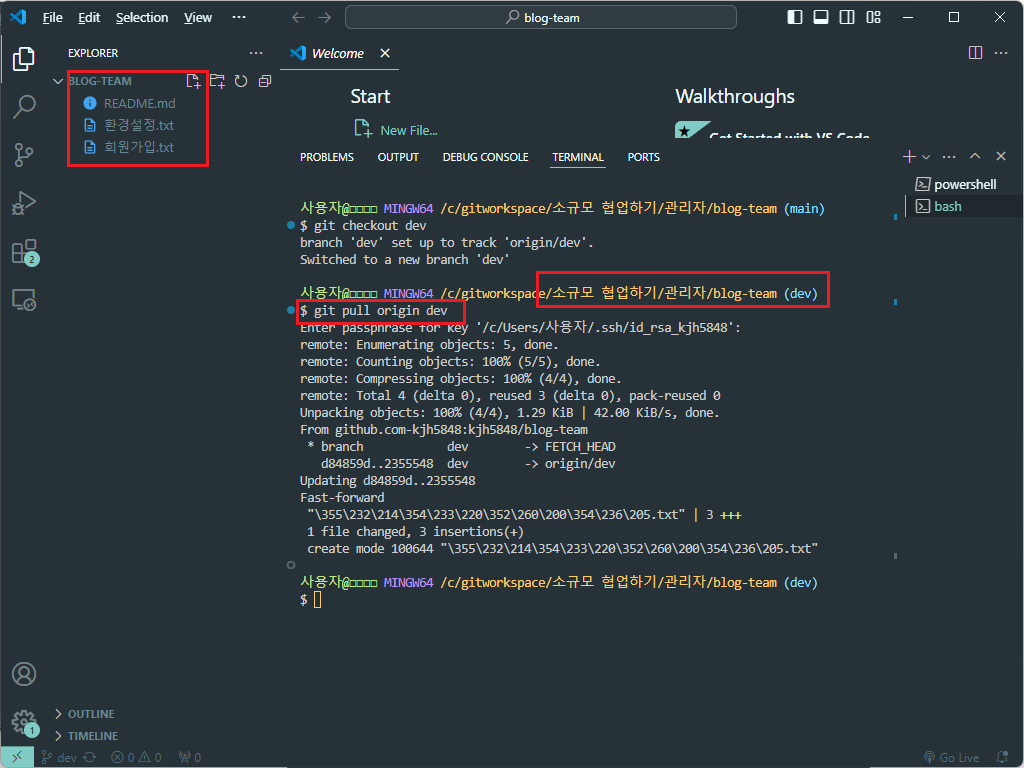 File Edit Selection View ··· blog-team
EXPLORER ···
BLOG-TEAM
README.md
환경설정.txt
회원가입.txt
Welcome
Start
New File...
Walkthroughs
Get Started with VS Code
PROBLEMS OUTPUT DEBUG CONSOLE TERMINAL PORTS
powershell
bash
사용자@□□□□ MINGW64 /c/gitworkspace/소규모 협업하기/관리자/blog-team (main)
$ git checkout dev
branch 'dev' set up to track 'origin/dev'.
Switched to a new branch 'dev'
사용자@□□□□ MINGW64 /c/gitworkspace/소규모 협업하기/관리자/blog-team (dev)
$ git pull origin dev
Enter passphrase for key '/c/Users/사용자/.ssh/id_rsa_kjh5848':
remote: Enumerating objects: 5, done.
remote: Counting objects: 100% (5/5), done.
remote: Compressing objects: 100% (4/4), done.
remote: Total 4 (delta 0), reused 3 (delta 0), pack-reused 0
Unpacking objects: 100% (4/4), 1.29 KiB | 42.00 KiB/s, done.
From github.com-kjh5848:kjh5848/blog-team
* branch dev -> FETCH_HEAD
d84859d..2355548 dev -> origin/dev
Updating d84859d..2355548
Fast-forward
"\355\232\214\354\233\220\352\260\200\354\236\205.txt" | 3 +++
1 file changed, 3 insertions(+)
create mode 100644 "\355\232\214\354\233\220\352\260\200\354\236\205.txt"
사용자@□□□□ MINGW64 /c/gitworkspace/소규모 협업하기/관리자/blog-team (dev)
$
2
OUTLINE
1
TIMELINE
dev 0 0 0 Go Live